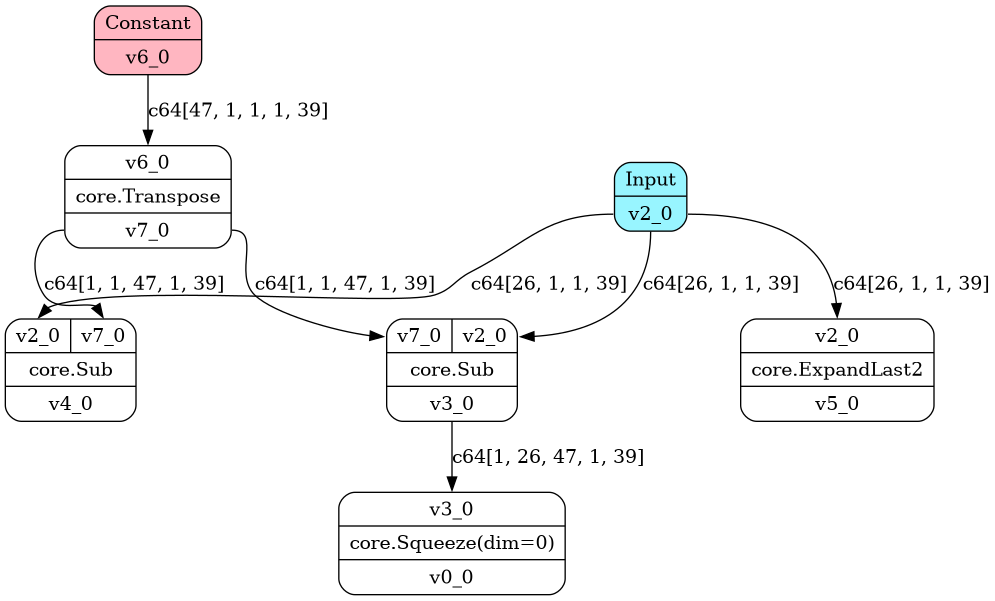 Constant
v6_0
c64[47, 1, 1, 1, 39]
v6_0
core.Transpose
v7_0
Input
v2_0
c64[1, 1, 47, 1, 39]
c64[1, 1, 47, 1, 39]
c64[26, 1, 1, 39]
c64[26, 1, 1, 39]
c64[26, 1, 1, 39]
v2_0 v7_0
core.Sub
v4_0
v7_0 v2_0
core.Sub
v3_0
v2_0
core.ExpandLast2
v5_0
c64[1, 26, 47, 1, 39]
v3_0
core.Squeeze(dim=0)
v0_0